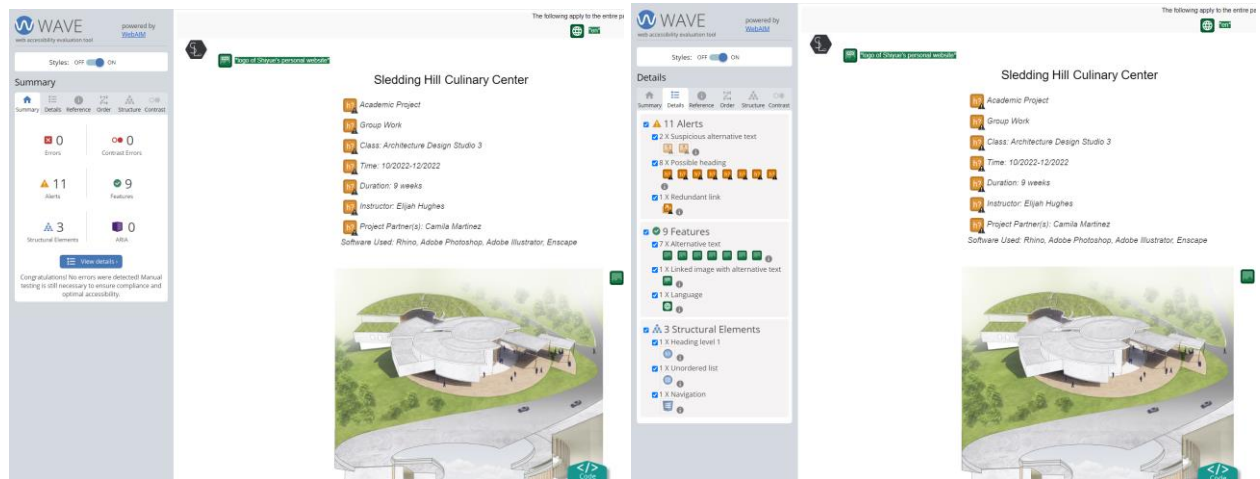 WAVE
web accessibility evaluation tool
powered by
WebAIM
Styles: OFF ON
Summary
Summary Details Reference Order Structure Contrast
0
Errors
0
Contrast Errors
11
Alerts
9
Features
3
Structural Elements
0
ARIA
View details ›
Congratulations! No errors were detected! Manual
testing is still necessary to ensure compliance and
optimal accessibility.
The following apply to the entire pa
"en"
SL
*logo of Shiyue's personal website*
Sledding Hill Culinary Center
h? Academic Project
h? Group Work
h? Class: Architecture Design Studio 3
h? Time: 10/2022-12/2022
h? Duration: 9 weeks
h? Instructor: Elijah Hughes
h? Project Partner(s): Camila Martinez
Software Used: Rhino, Adobe Photoshop, Adobe Illustrator, Enscape
</>
Code
WAVE
web accessibility evaluation tool
powered by
WebAIM
Styles: OFF ON
Details
Summary Details Reference Order Structure Contrast
11 Alerts
2 X Suspicious alternative text
8 X Possible heading
h? h? h? h? h? h? h? h?
1 X Redundant link
9 Features
7 X Alternative text
1 X Linked image with alternative text
1 X Language
3 Structural Elements
1 X Heading level 1
1 X Unordered list
1 X Navigation
The following apply to the entire pa
"en"
SL
*logo of Shiyue's personal website*
Sledding Hill Culinary Center
h? Academic Project
h? Group Work
h? Class: Architecture Design Studio 3
h? Time: 10/2022-12/2022
h? Duration: 9 weeks
h? Instructor: Elijah Hughes
h? Project Partner(s): Camila Martinez
Software Used: Rhino, Adobe Photoshop, Adobe Illustrator, Enscape
</>
Code